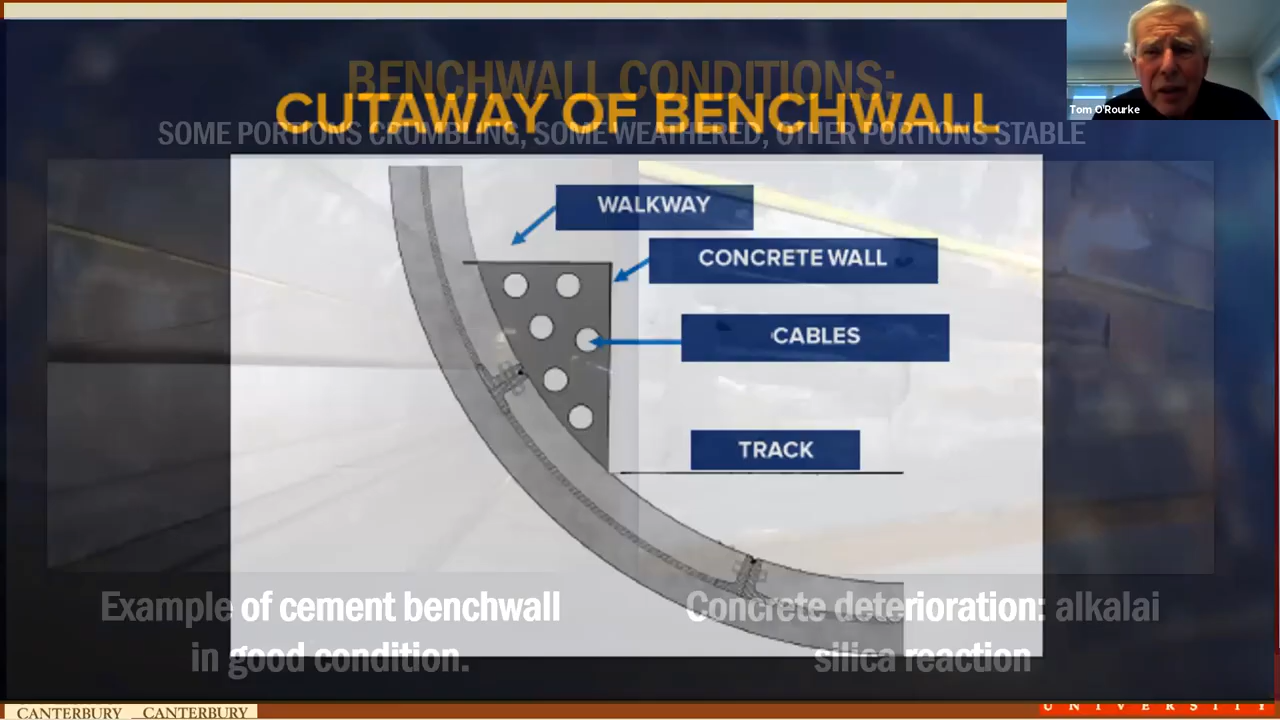 BENCHWALL CONDITIONS:
CUTAWAY OF BENCHWALL
SOME PORTIONS CRUMBLING, SOME WEATHERED, OTHER PORTIONS STABLE
Tom O'Rourke
WALKWAY
CONCRETE WALL
CABLES
TRACK
Example of cement benchwall
in good condition.
Concrete deterioration: alkalai
silica reaction
CANTERBURY CANTERBURY
UNIVERSITY